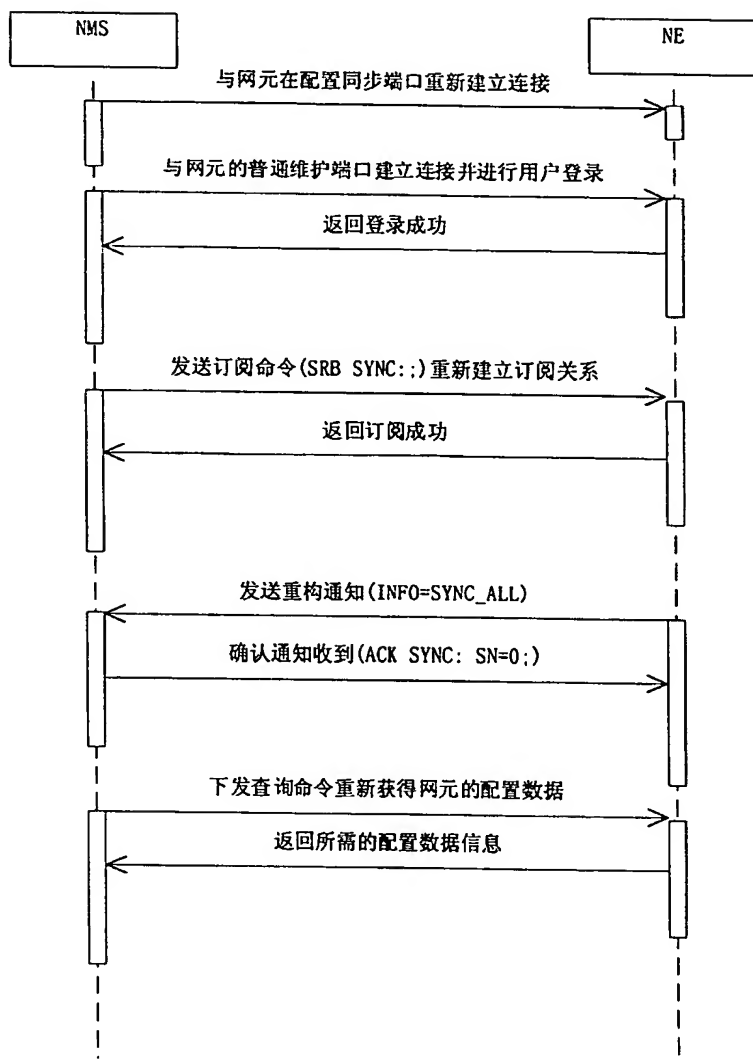 NMS
NE
与网元在配置同步端口重新建立连接
与网元的普通维护端口建立连接并进行用户登录
返回登录成功
发送订阅命令(SRB SYNC:;)重新建立订阅关系
返回订阅成功
发送重构通知(INFO=SYNC_ALL)
确认通知收到(ACK SYNC: SN=0;)
下发查询命令重新获得网元的配置数据
返回所需的配置数据信息